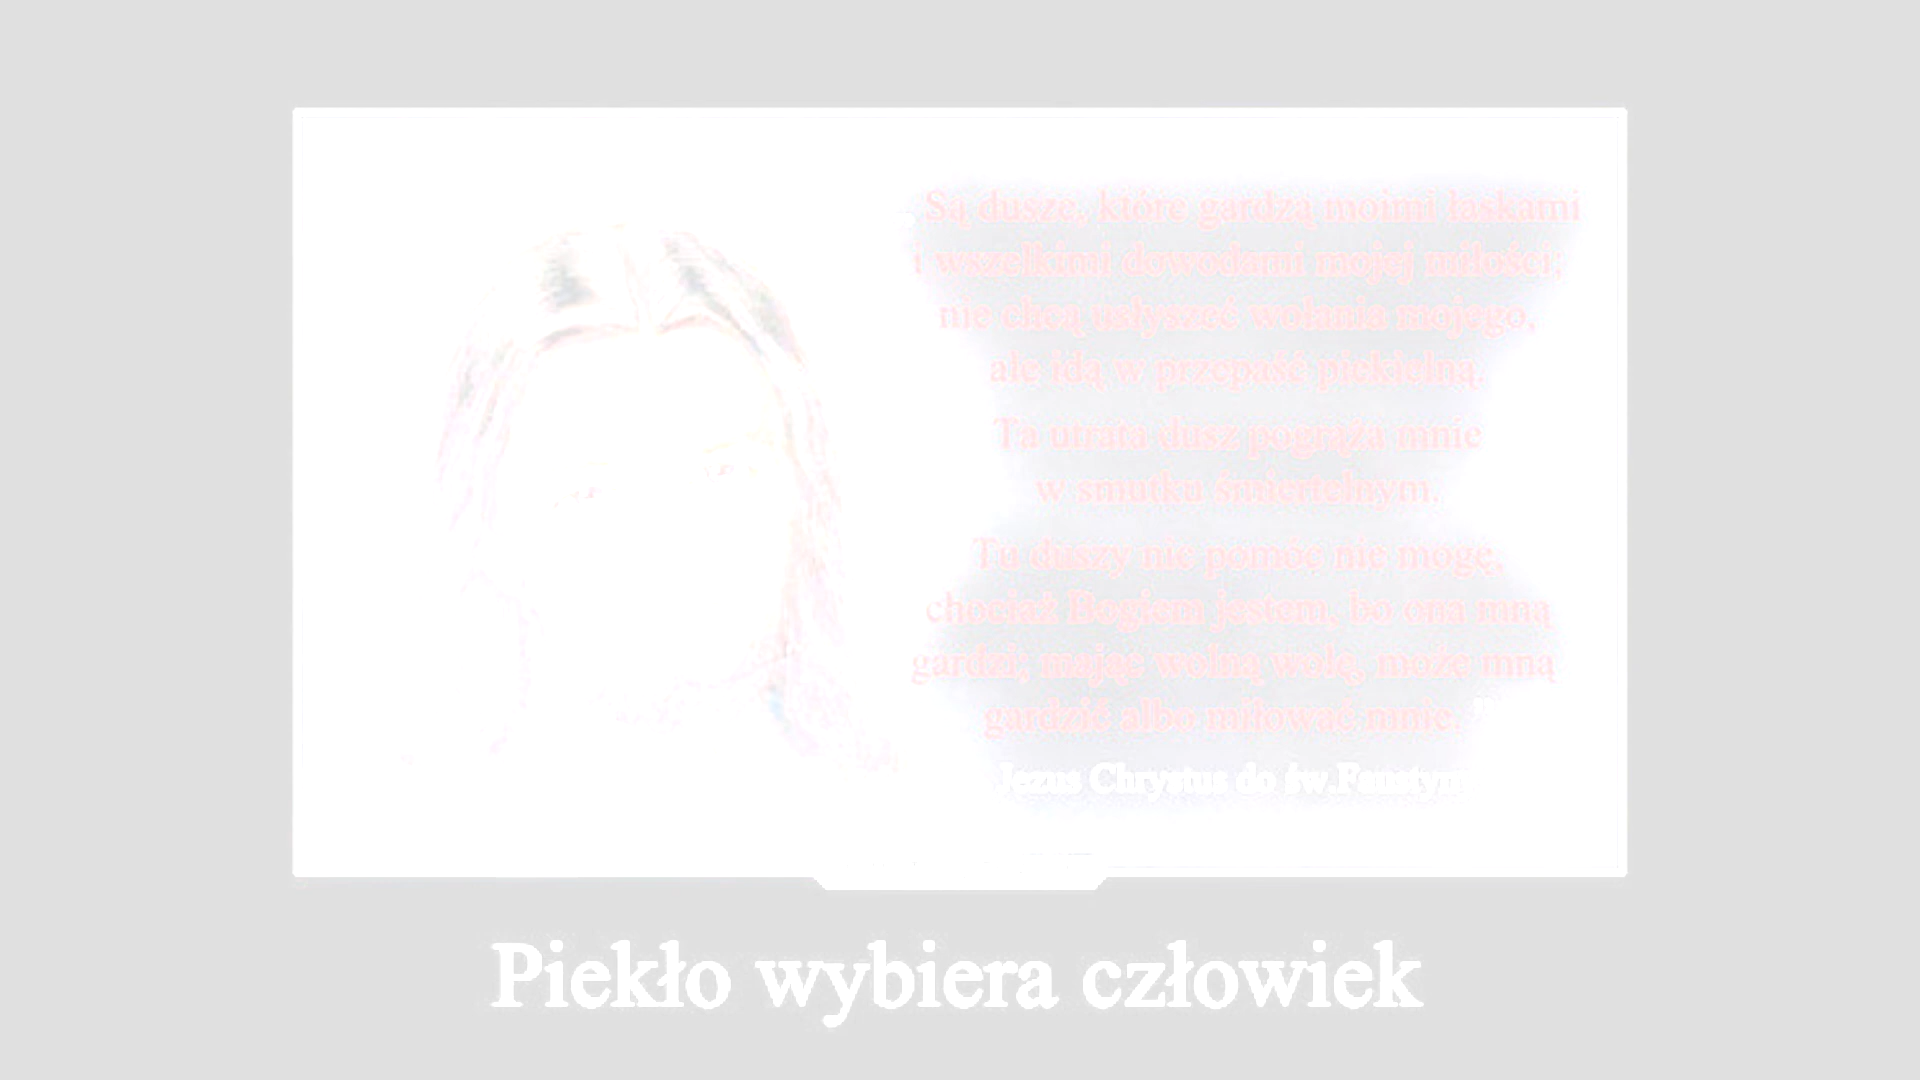 Są dusze, które gardzą moimi łaskami
i wszelkimi dowodami mojej miłości;
nie chcą usłyszeć wołania mojego,
ale idą w przepaść piekielną.
Ta utrata dusz pogrąża mnie
w smutku śmiertelnym.
Tu duszy nic pomóc nie mogę,
chociaż Bogiem jestem, bo ona mną
gardzi; mając wolną wolę, może mną
gardzić albo miłować mnie.
Jezus Chrystus do św.Faustyny
Piekło wybiera człowiek